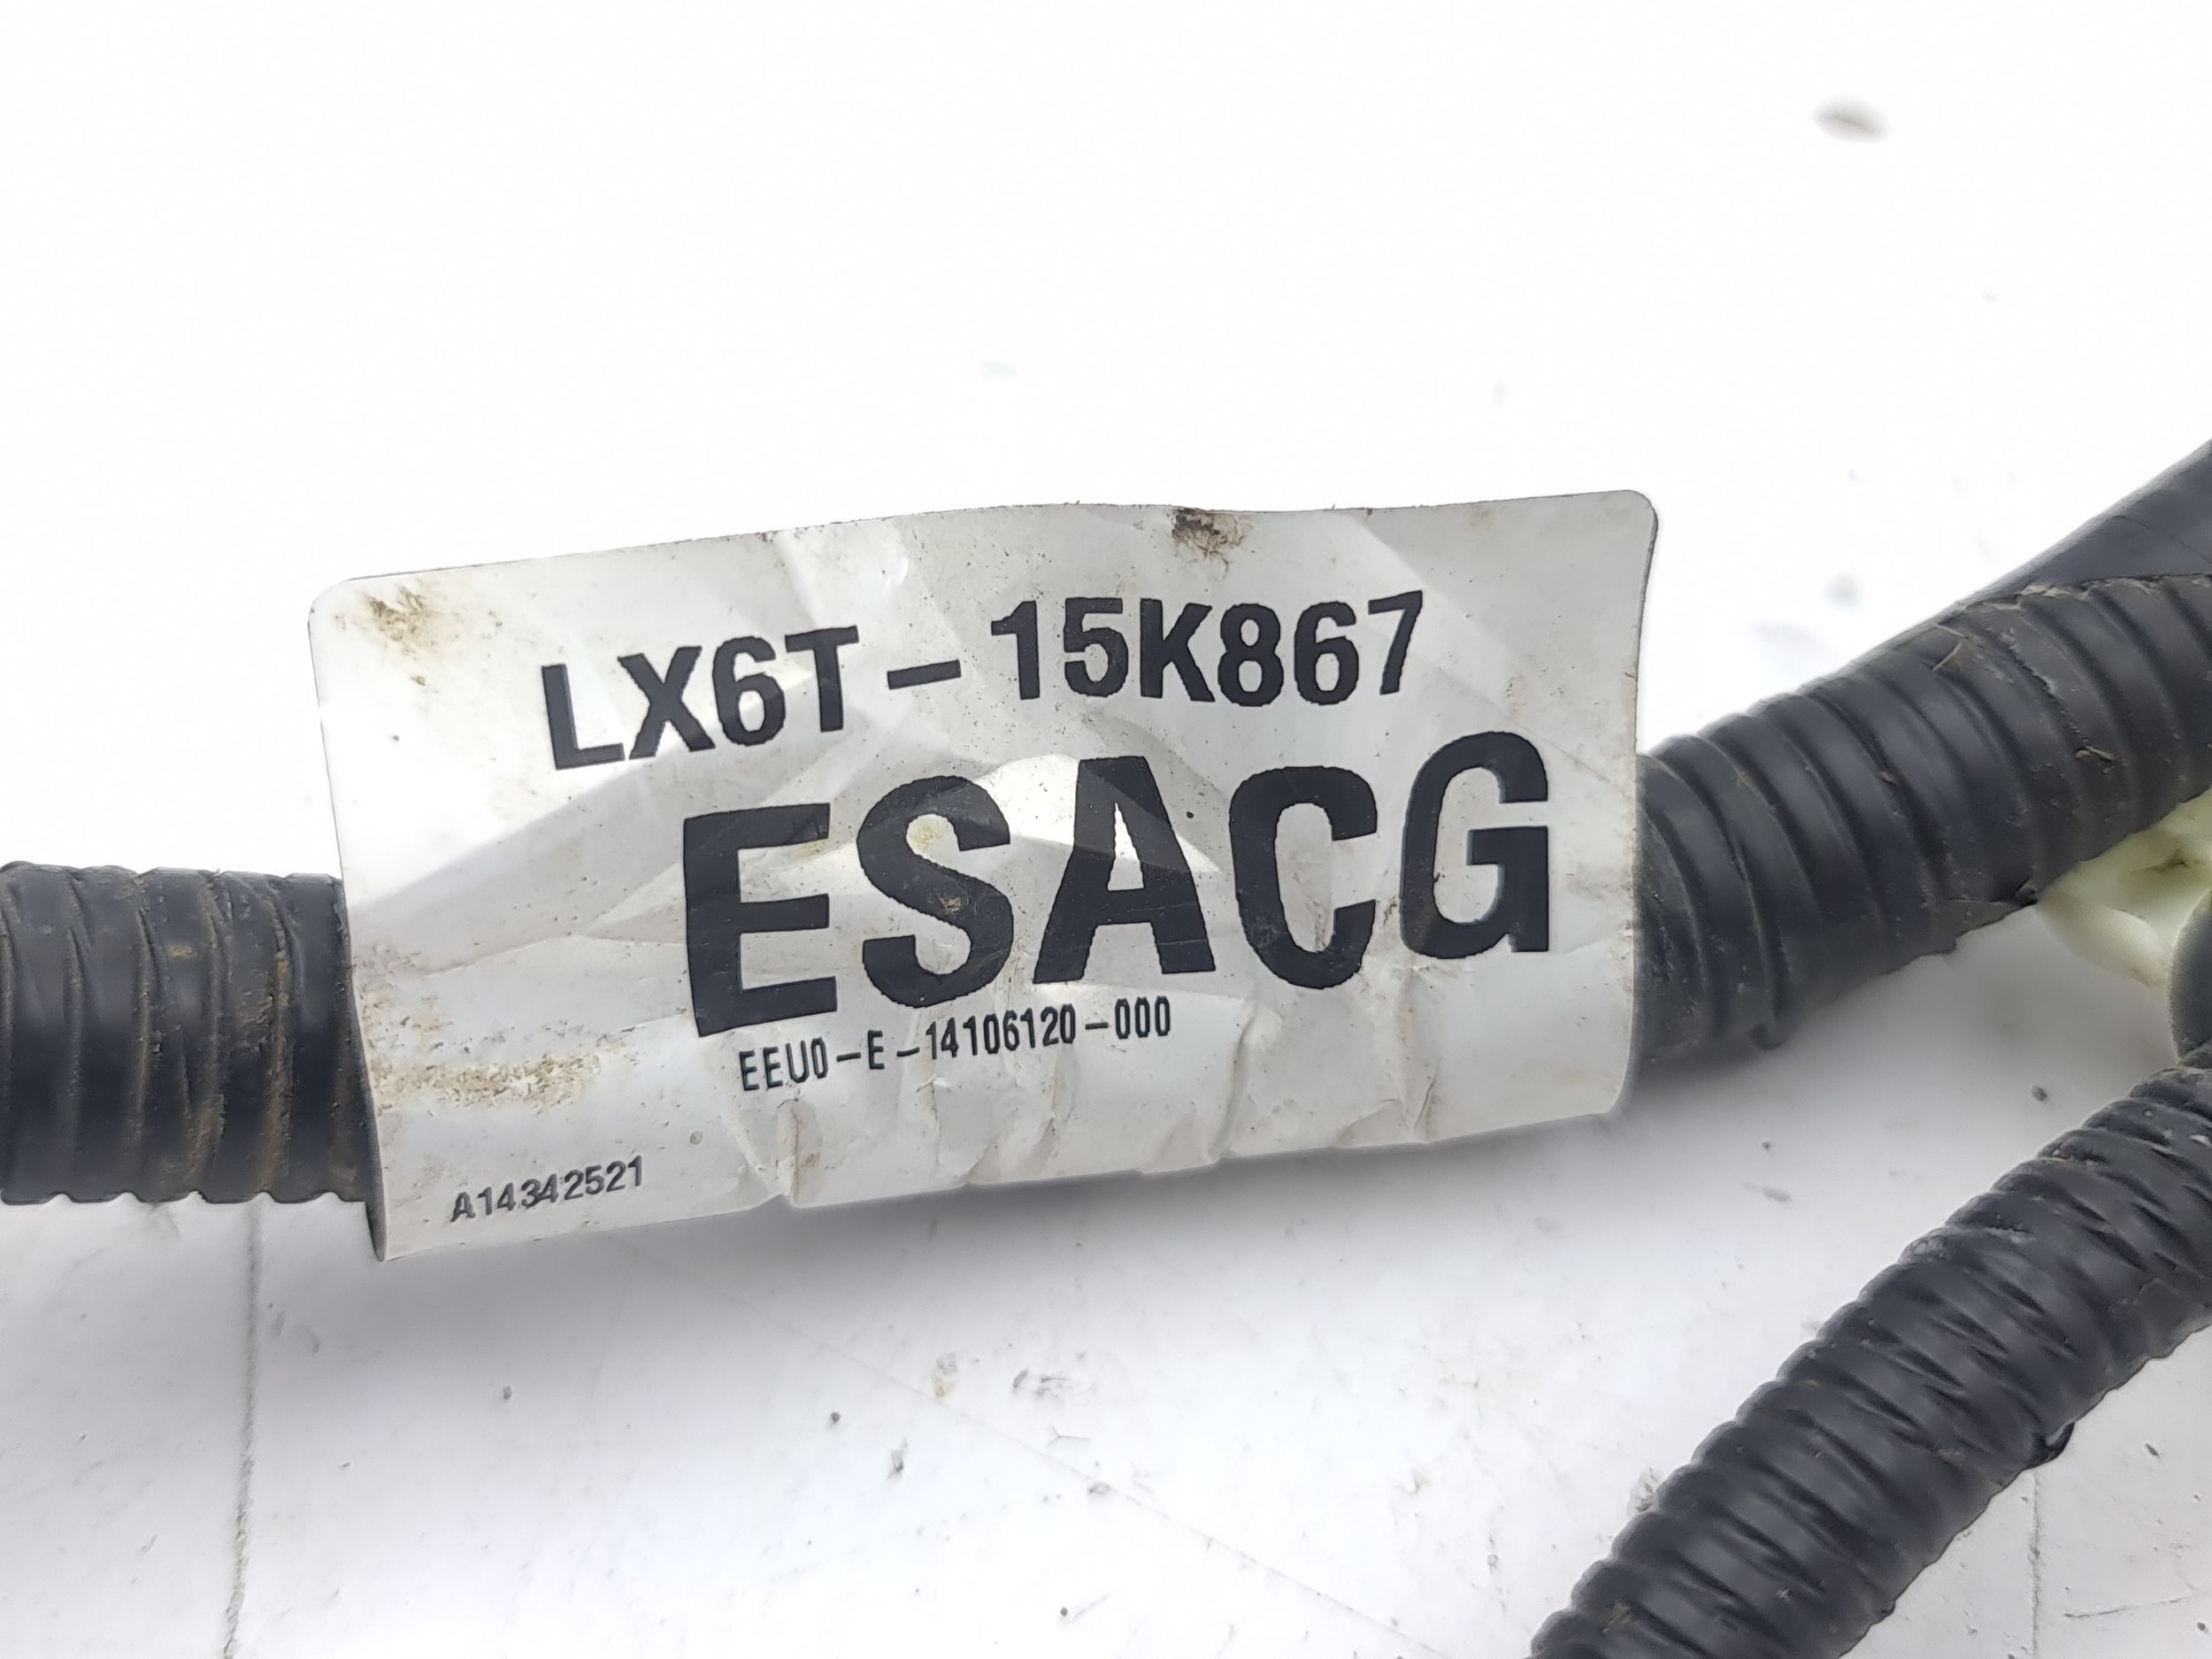 LX6T-15K867
ESACG
EEU0-E-14106120-000
A14342521